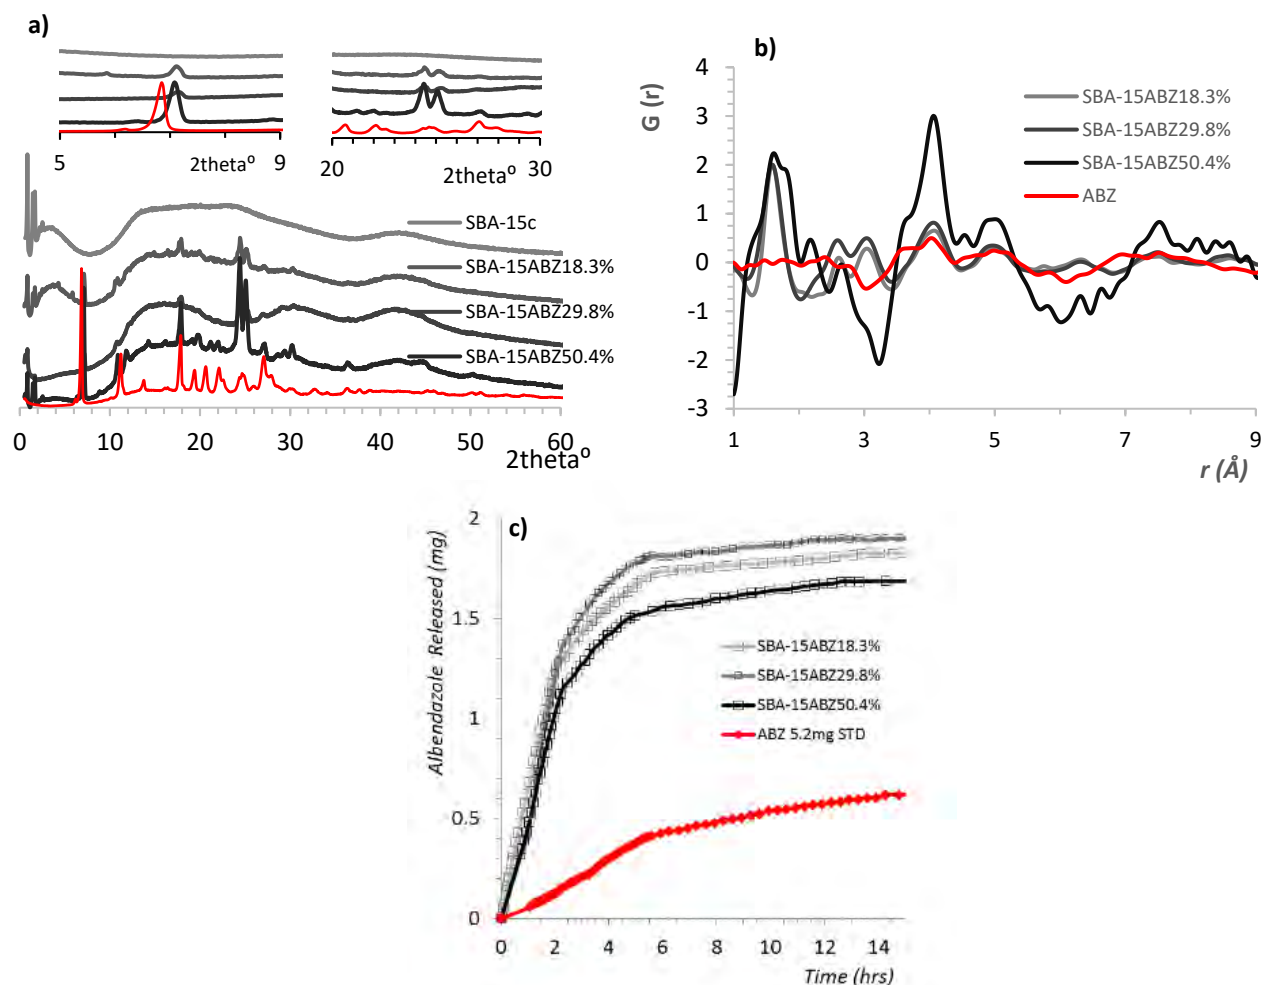 a)
5
2thetaº
9
20
2thetaº
30
SBA-15c
SBA-15ABZ18.3%
SBA-15ABZ29.8%
SBA-15ABZ50.4%
0
10
20
30
40
50
60
2thetaº
b)
G (r)
4
3
2
1
0
-1
-2
-3
SBA-15ABZ18.3%
SBA-15ABZ29.8%
SBA-15ABZ50.4%
ABZ
1
3
5
7
9
r (Å)
c)
Albendazole Released (mg)
2
1.5
1
0.5
0
SBA-15ABZ18.3%
SBA-15ABZ29.8%
SBA-15ABZ50.4%
ABZ 5.2mg STD
0
2
4
6
8
10
12
14
Time (hrs)